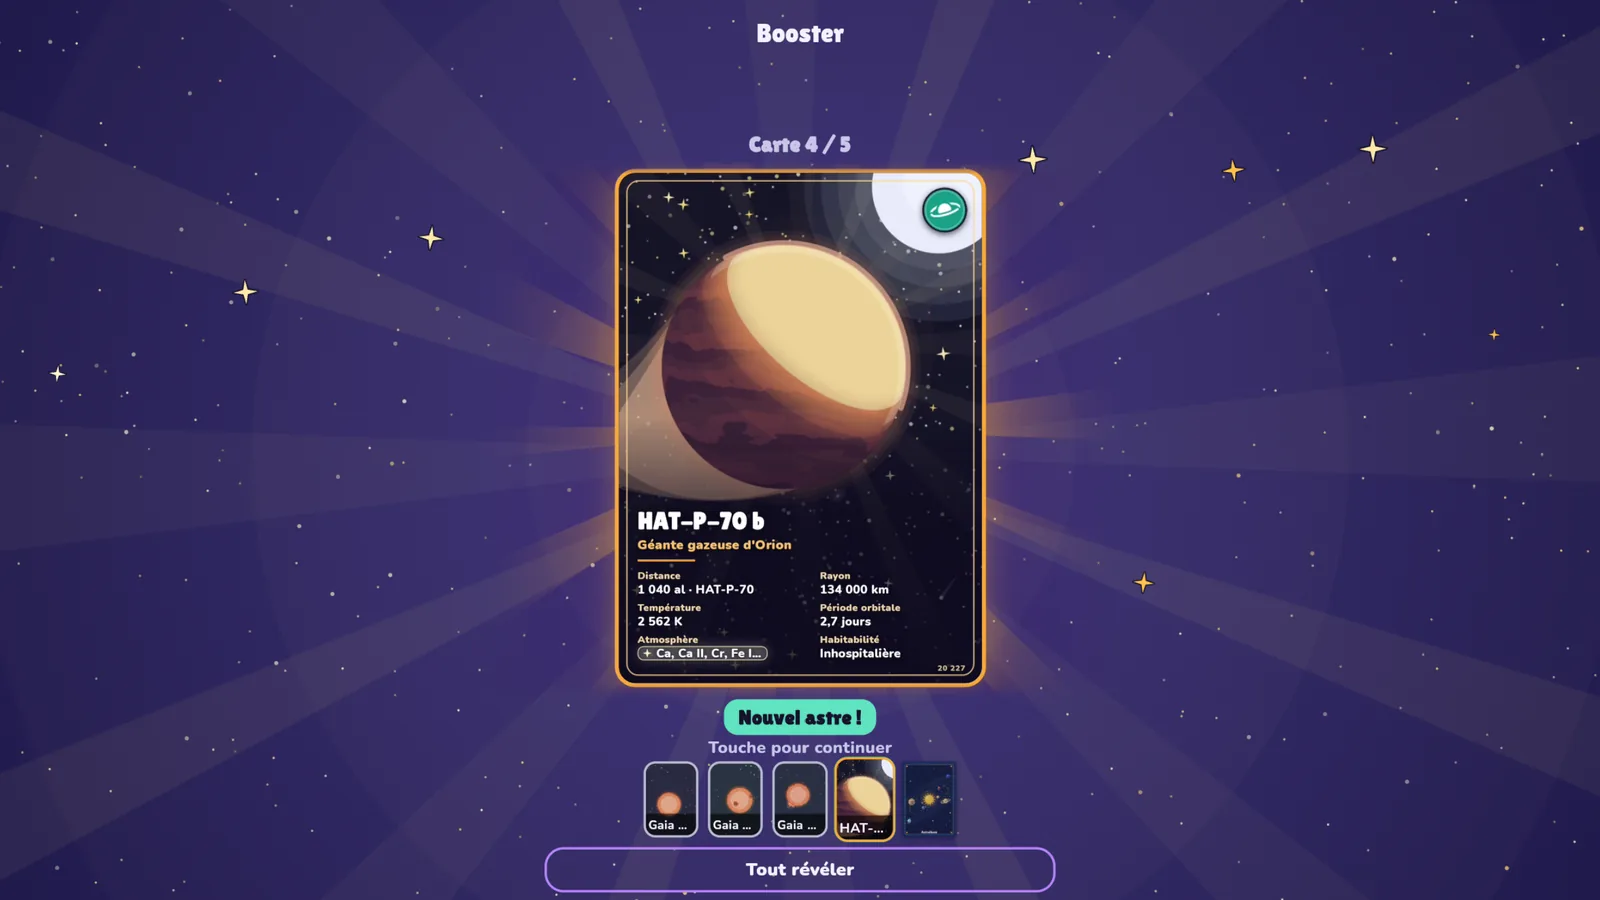 Booster
Carte 4 / 5
HAT-P-70 b
Géante gazeuse d'Orion
Distance
1 040 al · HAT-P-70
Rayon
134 000 km
Température
2 562 K
Période orbitale
2,7 jours
Atmosphère
Ca, Ca II, Cr, Fe I...
Habitabilité
Inhospitalière
20 227
Nouvel astre !
Touche pour continuer
Gaia ...
Gaia ...
Gaia ...
HAT-...
Tout révéler